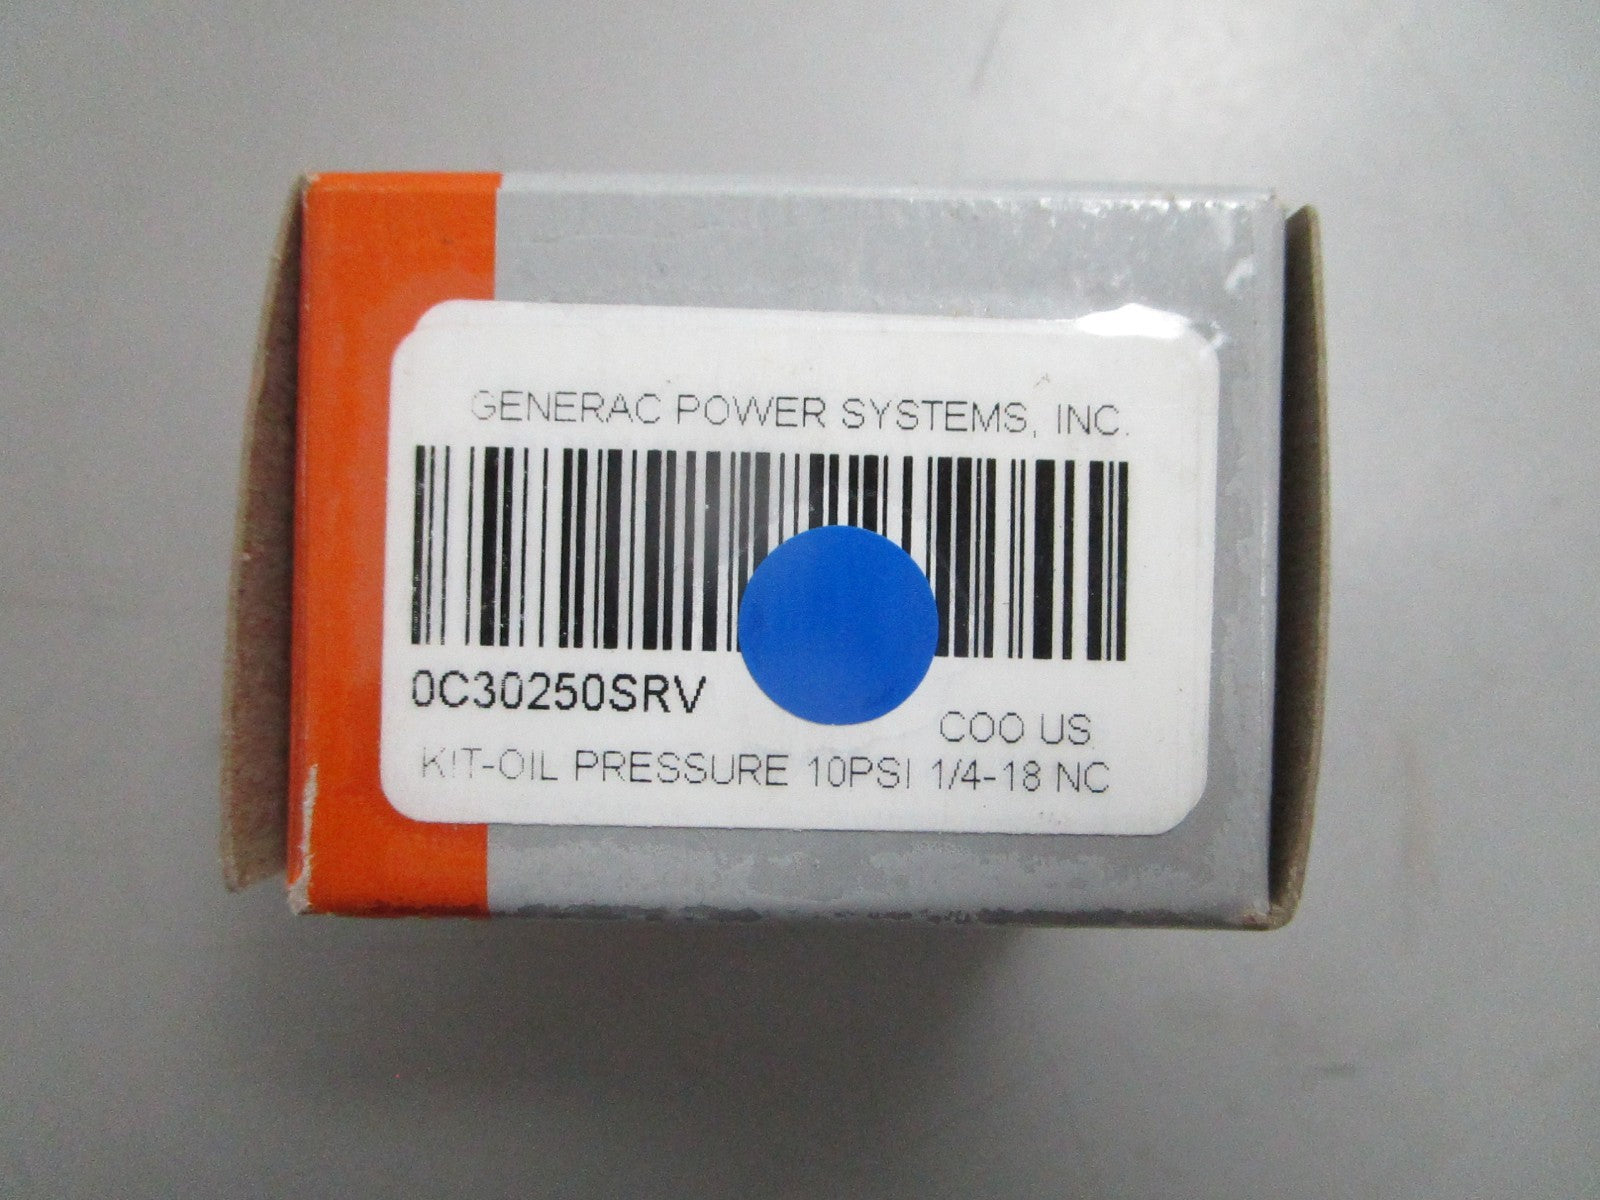 GENERAC POWER SYSTEMS, INC.
0C30250SRV
COO US
KIT-OIL PRESSURE 10PSI 1/4-18 NC